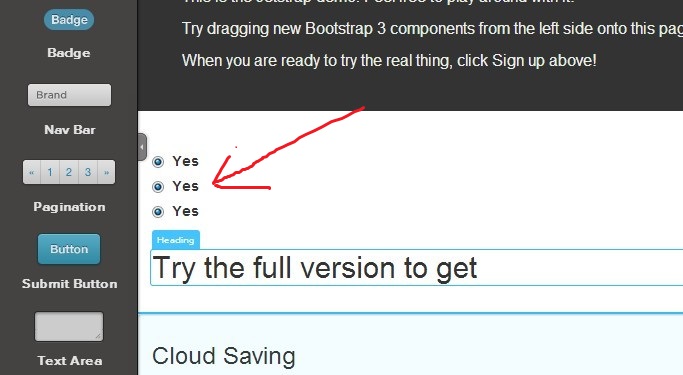 Badge
Badge
Brand
Nav Bar
« 1 2 3 »
Pagination
Button
Submit Button
Text Area
This is the Jetstrap demo. Feel free to play around with it.
Try dragging new Bootstrap 3 components from the left side onto this pag
When you are ready to try the real thing, click Sign up above!
Yes
Yes
Yes
Heading
Try the full version to get
Cloud Saving